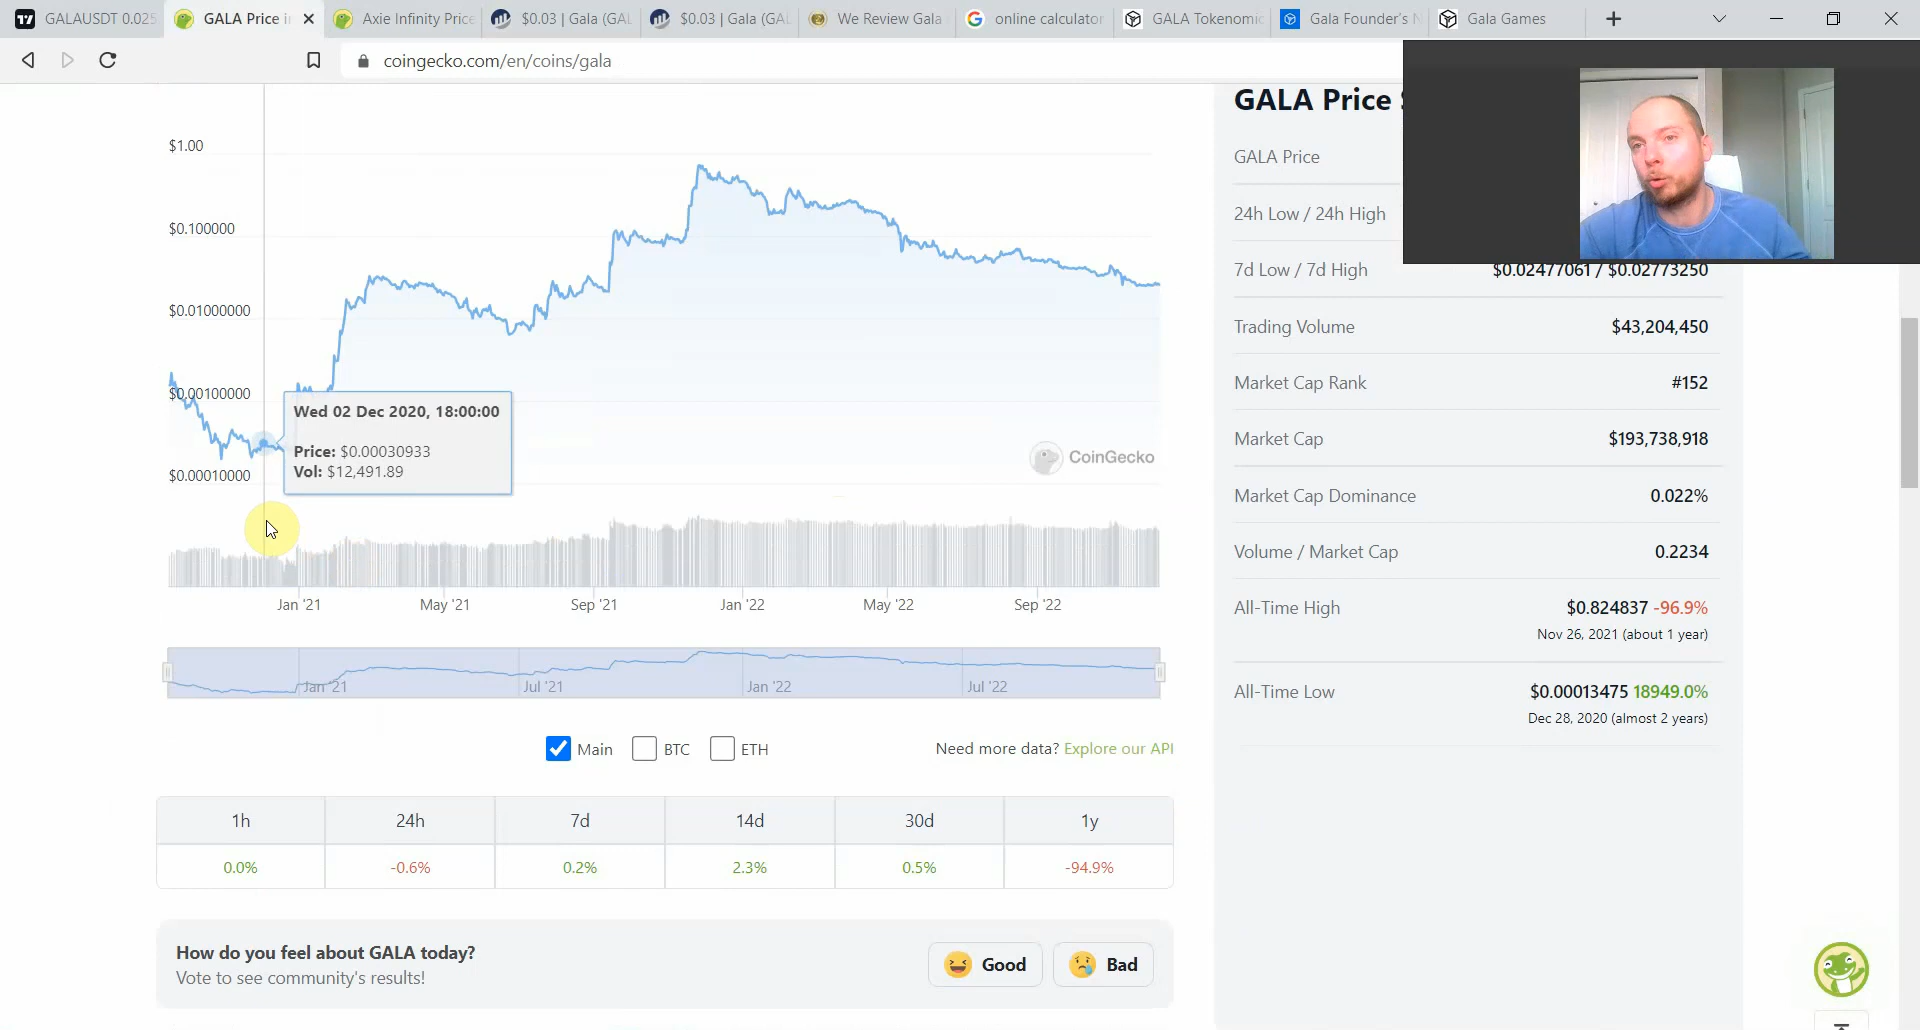 GALAUSDT 0.025
GALA Price i
Axie Infinity Price
$0.03 | Gala (GAL
$0.03 | Gala (GAL
We Review Gala
online calculator
GALA Tokenomic
Gala Founder's N
Gala Games
coingecko.com/en/coins/gala
GALA Price
GALA Price
24h Low / 24h High
7d Low / 7d High $0.02477061 / $0.02773250
Trading Volume $43,204,450
Market Cap Rank #152
Market Cap $193,738,918
Market Cap Dominance 0.022%
Volume / Market Cap 0.2234
All-Time High $0.824837 -96.9%
Nov 26, 2021 (about 1 year)
All-Time Low $0.00013475 18949.0%
Dec 28, 2020 (almost 2 years)
$1.00
$0.100000
$0.01000000
$0.00100000
$0.00010000
Wed 02 Dec 2020, 18:00:00
Price: $0.00030933
Vol: $12,491.89
CoinGecko
Jan '21 May '21 Sep '21 Jan '22 May '22 Sep '22
Jan '21 Jul '21 Jan '22 Jul '22
Main BTC ETH
Need more data? Explore our API
1h 24h 7d 14d 30d 1y
0.0% -0.6% 0.2% 2.3% 0.5% -94.9%
How do you feel about GALA today?
Vote to see community's results!
Good
Bad